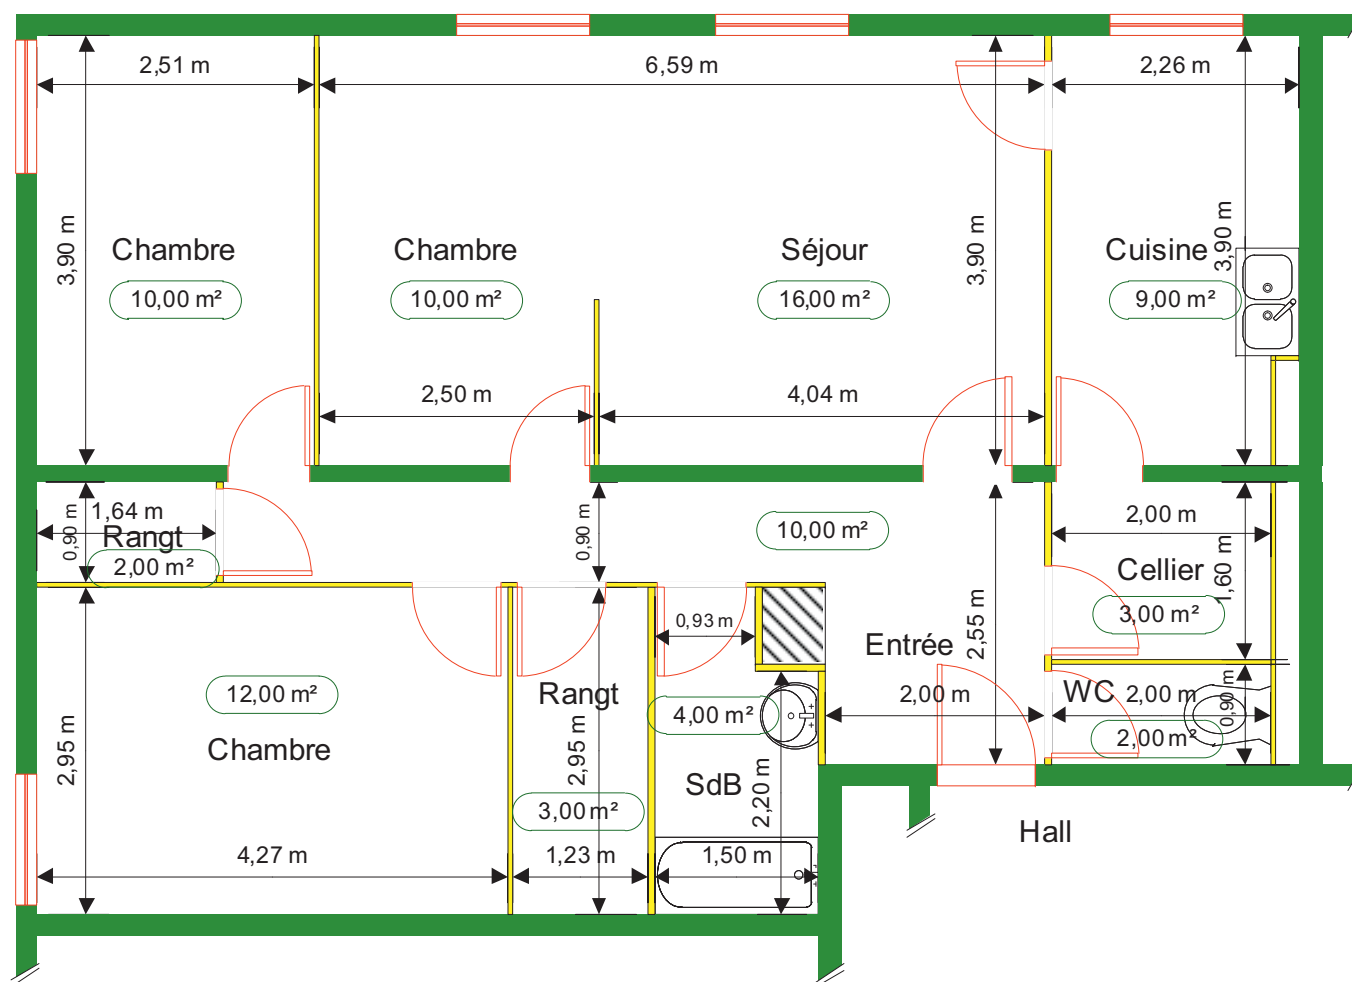 2,51 m
6,59 m
2,26 m
3,90 m
Chambre
10,00 m²
Chambre
10,00 m²
Séjour
16,00 m²
3,90 m
Cuisine
9,00 m²
3,90 m
2,50 m
4,04 m
0,90 m
1,64 m
Rangt
2,00 m²
0,90 m
10,00 m²
2,00 m
Cellier
3,00 m²
1,60 m
0,93 m
Entrée
2,55 m
2,00 m
WC
2,00 m
2,00 m²
0,90 m
12,00 m²
Chambre
2,95 m
4,27 m
Rangt
2,95 m
3,00 m²
1,23 m
4,00 m²
SdB
2,20 m
1,50 m
Hall